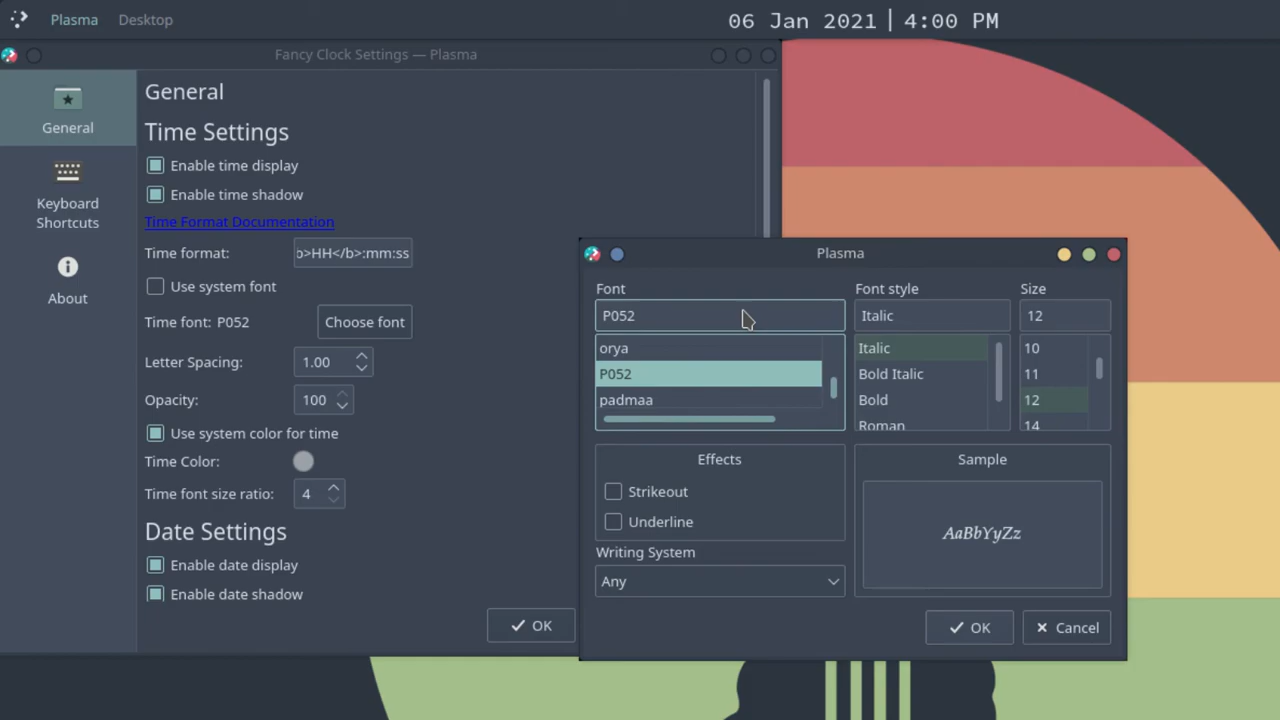 Plasma Desktop 06 Jan 2021 | 4:00 PM
Fancy Clock Settings — Plasma
General
Keyboard
Shortcuts
About
General
Time Settings
Enable time display
Enable time shadow
Time Format Documentation
Time format: b>HH</b>:mm:ss
Use system font
Time font: P052 Choose font
Letter Spacing: 1.00
Opacity: 100
Use system color for time
Time Color:
Time font size ratio: 4
Date Settings
Enable date display
Enable date shadow
OK
Plasma
Font Font style Size
P052 Italic 12
orya Italic 10
P052 Bold Italic 11
padmaa Bold 12
Roman 14
Effects Sample
Strikeout
Underline
AaBbYyZz
Writing System
Any
OK Cancel